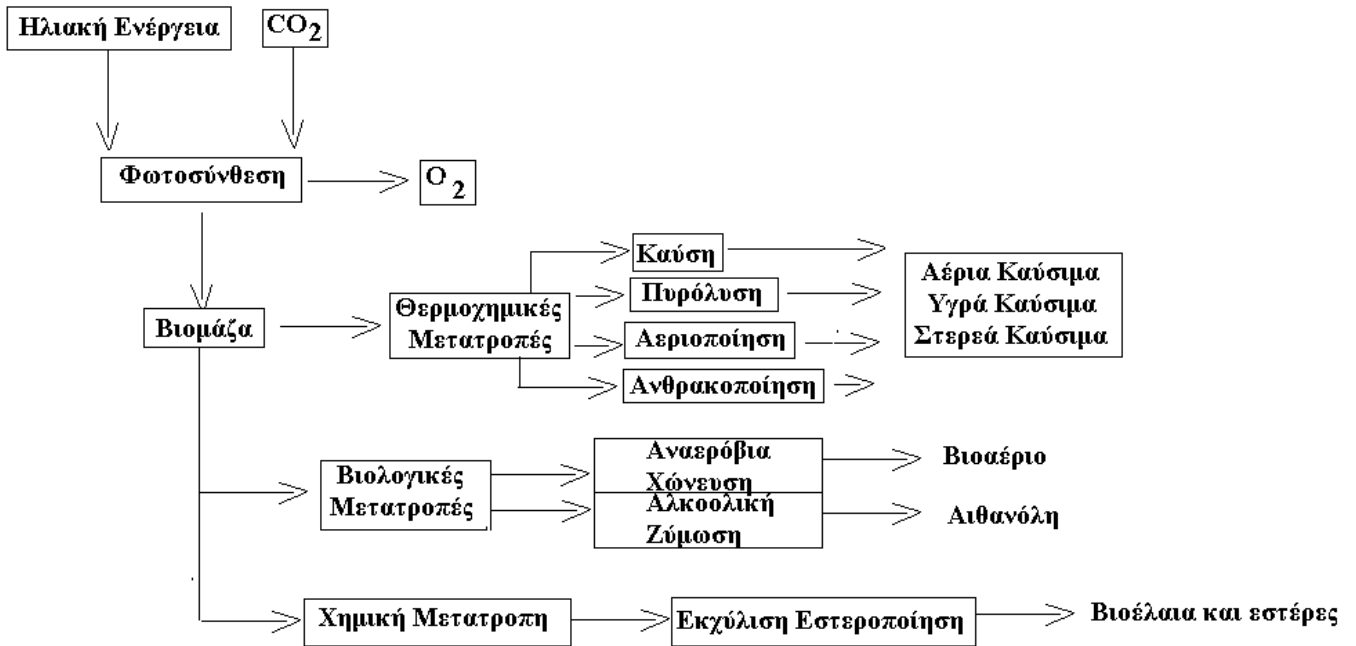 Ηλιακή Ενέργεια
CO2
Φωτοσύνθεση
O2
Βιομάζα
Θερμοχημικές
Μετατροπές
Καύση
Πυρόλυση
Αεριοποίηση
Ανθρακοποίηση
Αέρια Καύσιμα
Υγρά Καύσιμα
Στερεά Καύσιμα
Βιολογικές
Μετατροπές
Αναερόβια
Χώνευση
Αλκοολική
Ζύμωση
Βιοαέριο
Αιθανόλη
Χημική Μετατροπη
Εκχύλιση Εστεροποίηση
Βιοέλαια και εστέρες